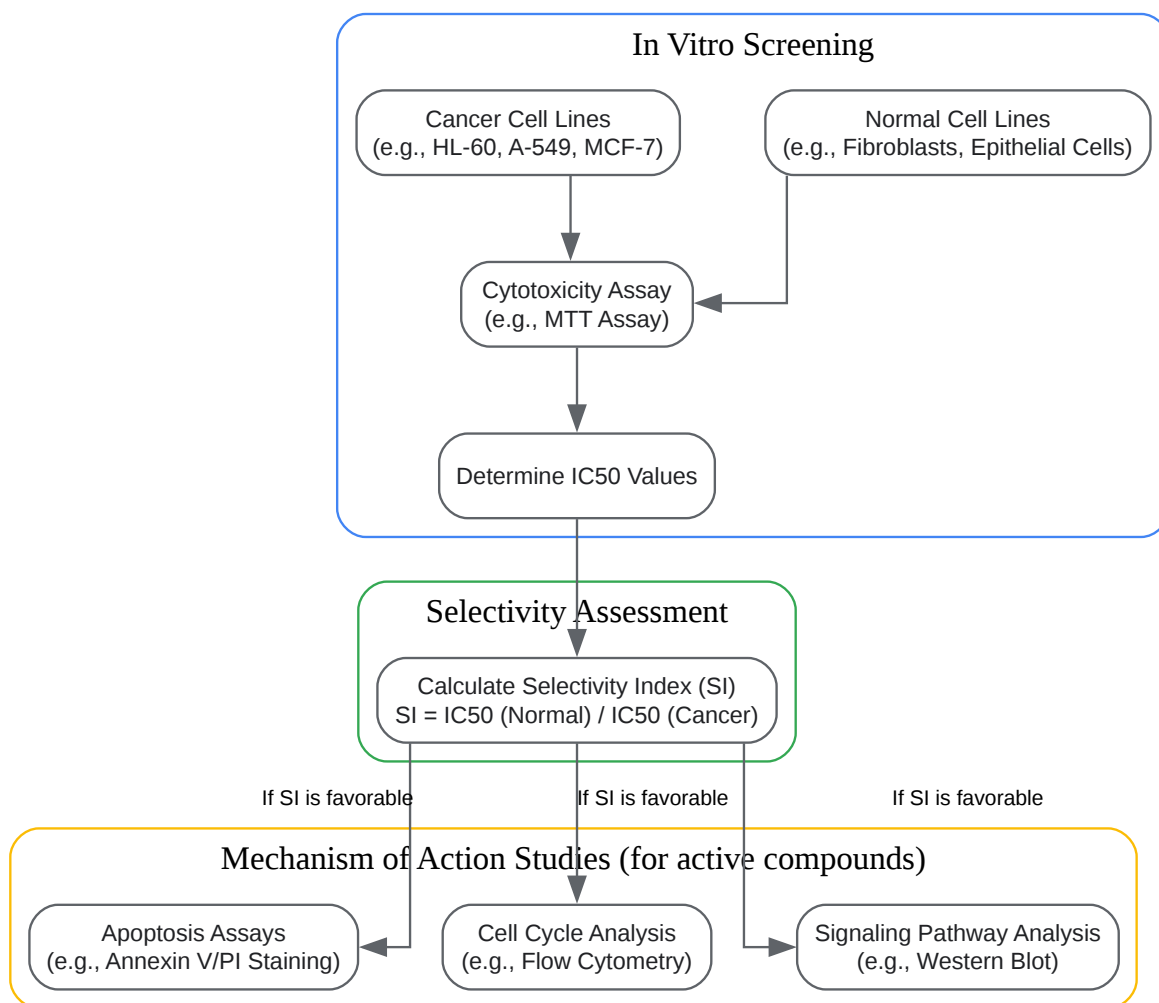 In Vitro Screening
Cancer Cell Lines
(e.g., HL-60, A-549, MCF-7)
Normal Cell Lines
(e.g., Fibroblasts, Epithelial Cells)
Cytotoxicity Assay
(e.g., MTT Assay)
Determine IC50 Values
Selectivity Assessment
Calculate Selectivity Index (SI)
SI = IC50 (Normal) / IC50 (Cancer)
If SI is favorable
If SI is favorable
If SI is favorable
Mechanism of Action Studies (for active compounds)
Apoptosis Assays
(e.g., Annexin V/PI Staining)
Cell Cycle Analysis
(e.g., Flow Cytometry)
Signaling Pathway Analysis
(e.g., Western Blot)